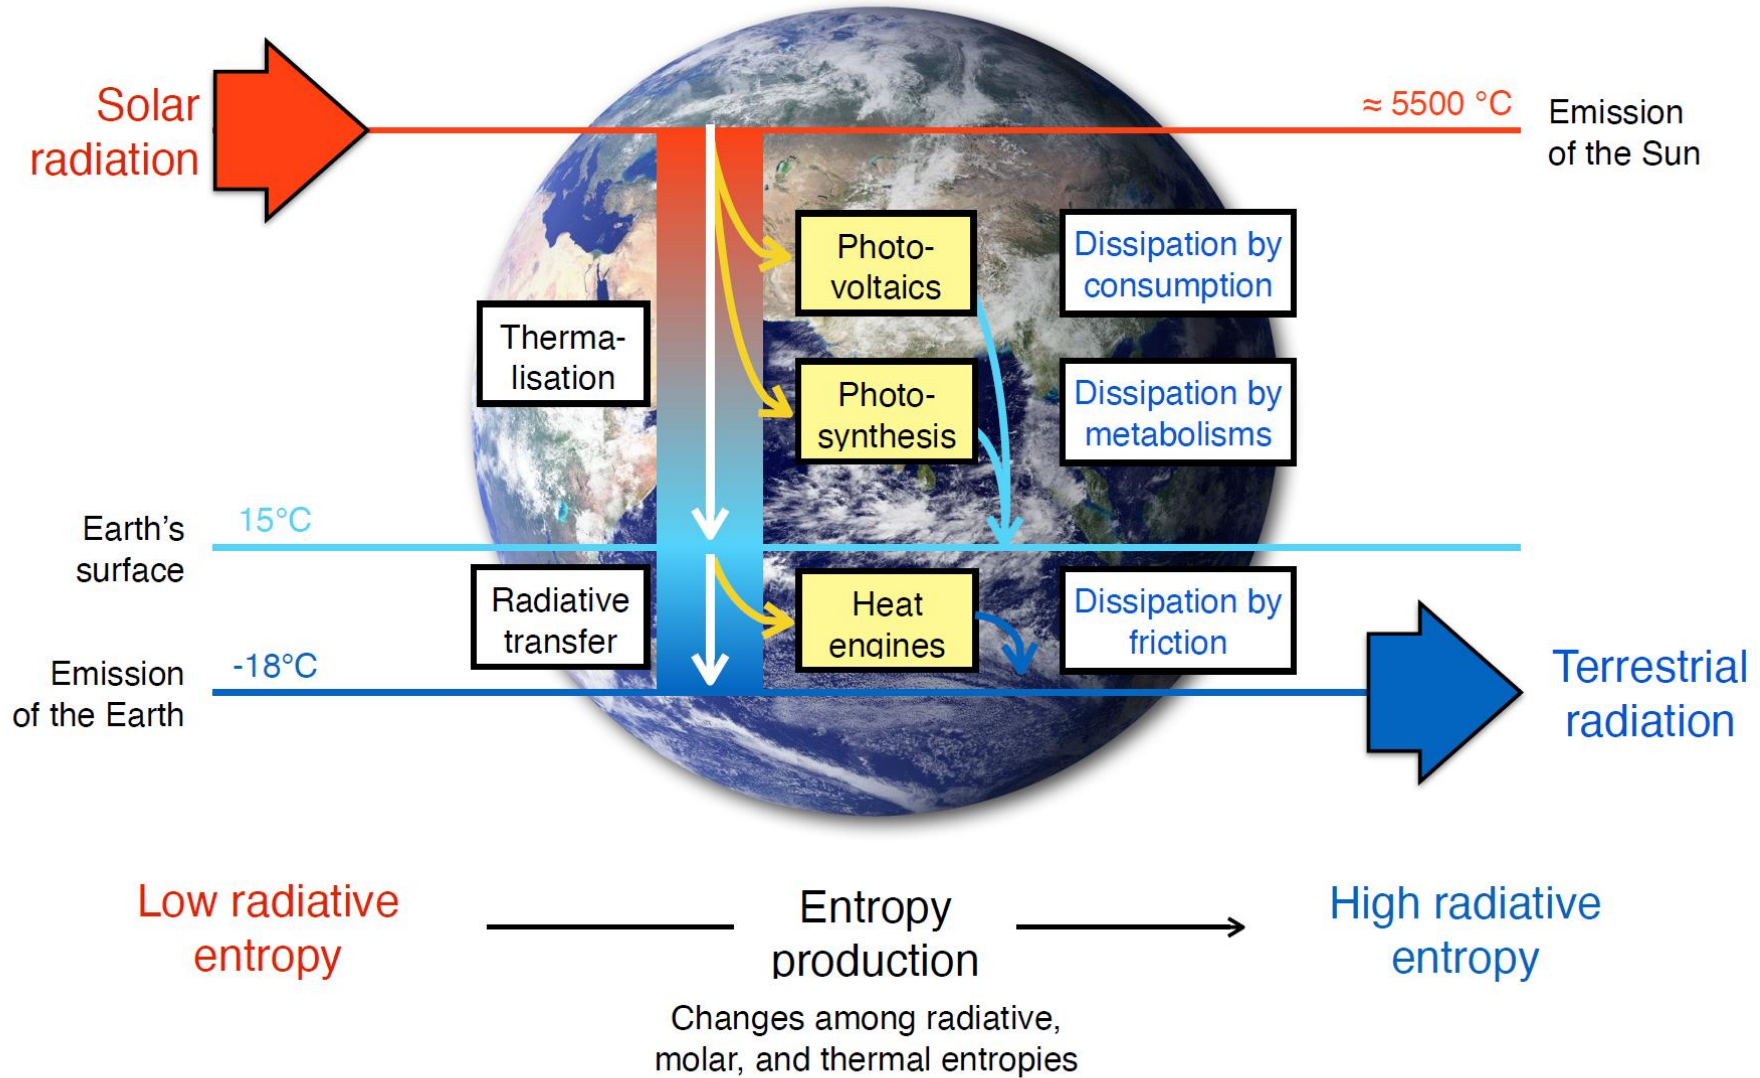 Solar
radiation
≈ 5500 °C
Emission
of the Sun
Photo-
voltaics
Dissipation by
consumption
Therma-
lisation
Photo-
synthesis
Dissipation by
metabolisms
Earth’s
surface
15°C
Radiative
transfer
Heat
engines
Dissipation by
friction
Emission
of the Earth
-18°C
Terrestrial
radiation
Low radiative
entropy
Entropy
production
High radiative
entropy
Changes among radiative,
molar, and thermal entropies